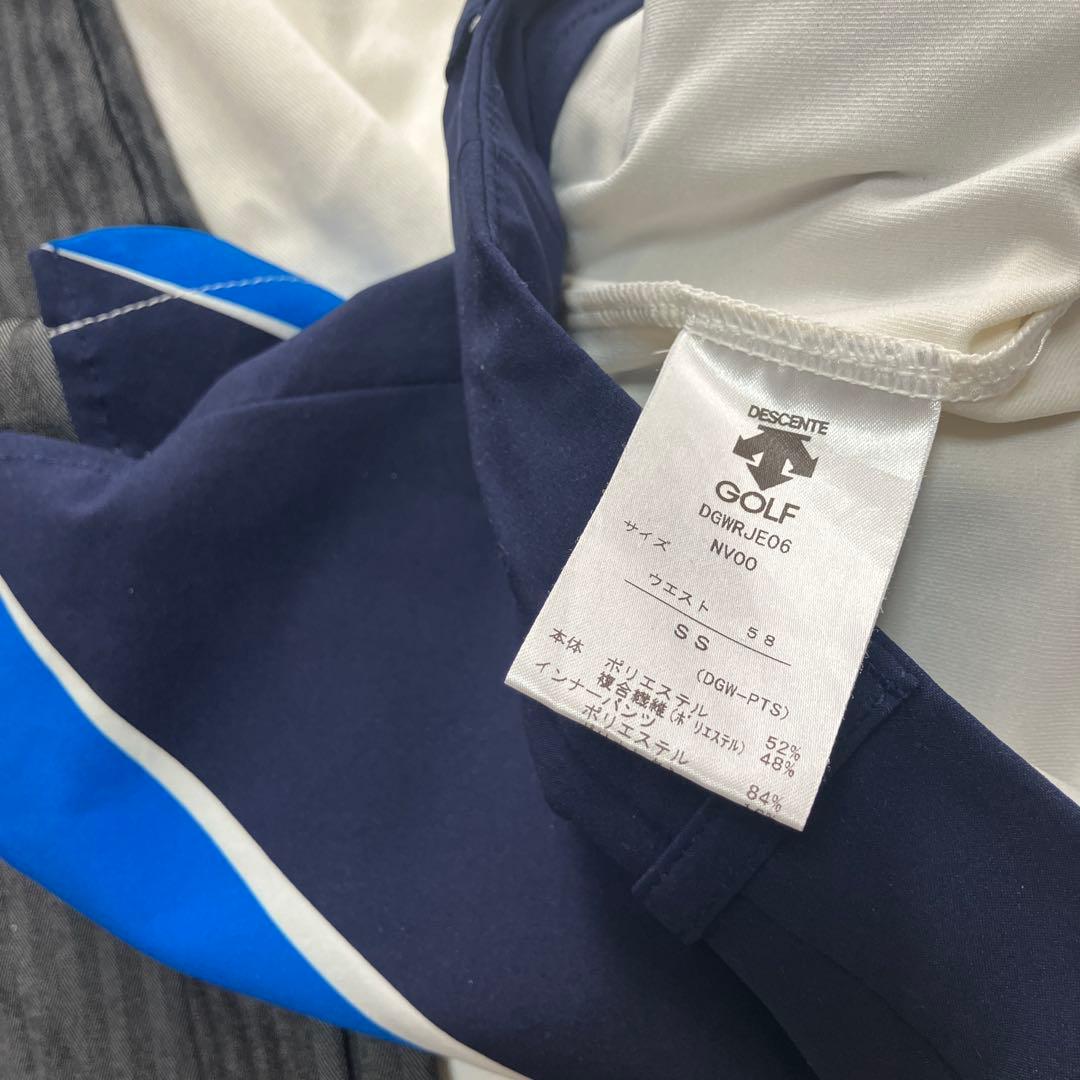 DESCENTE
GOLF
DGWRJE06
NV00
サイズ
ウエスト 58
SS
(DGW-PTS)
本体
ポリエステル 52%
複合繊維(ポリエステル) 48%
インナーパンツ
ポリエステル 84%